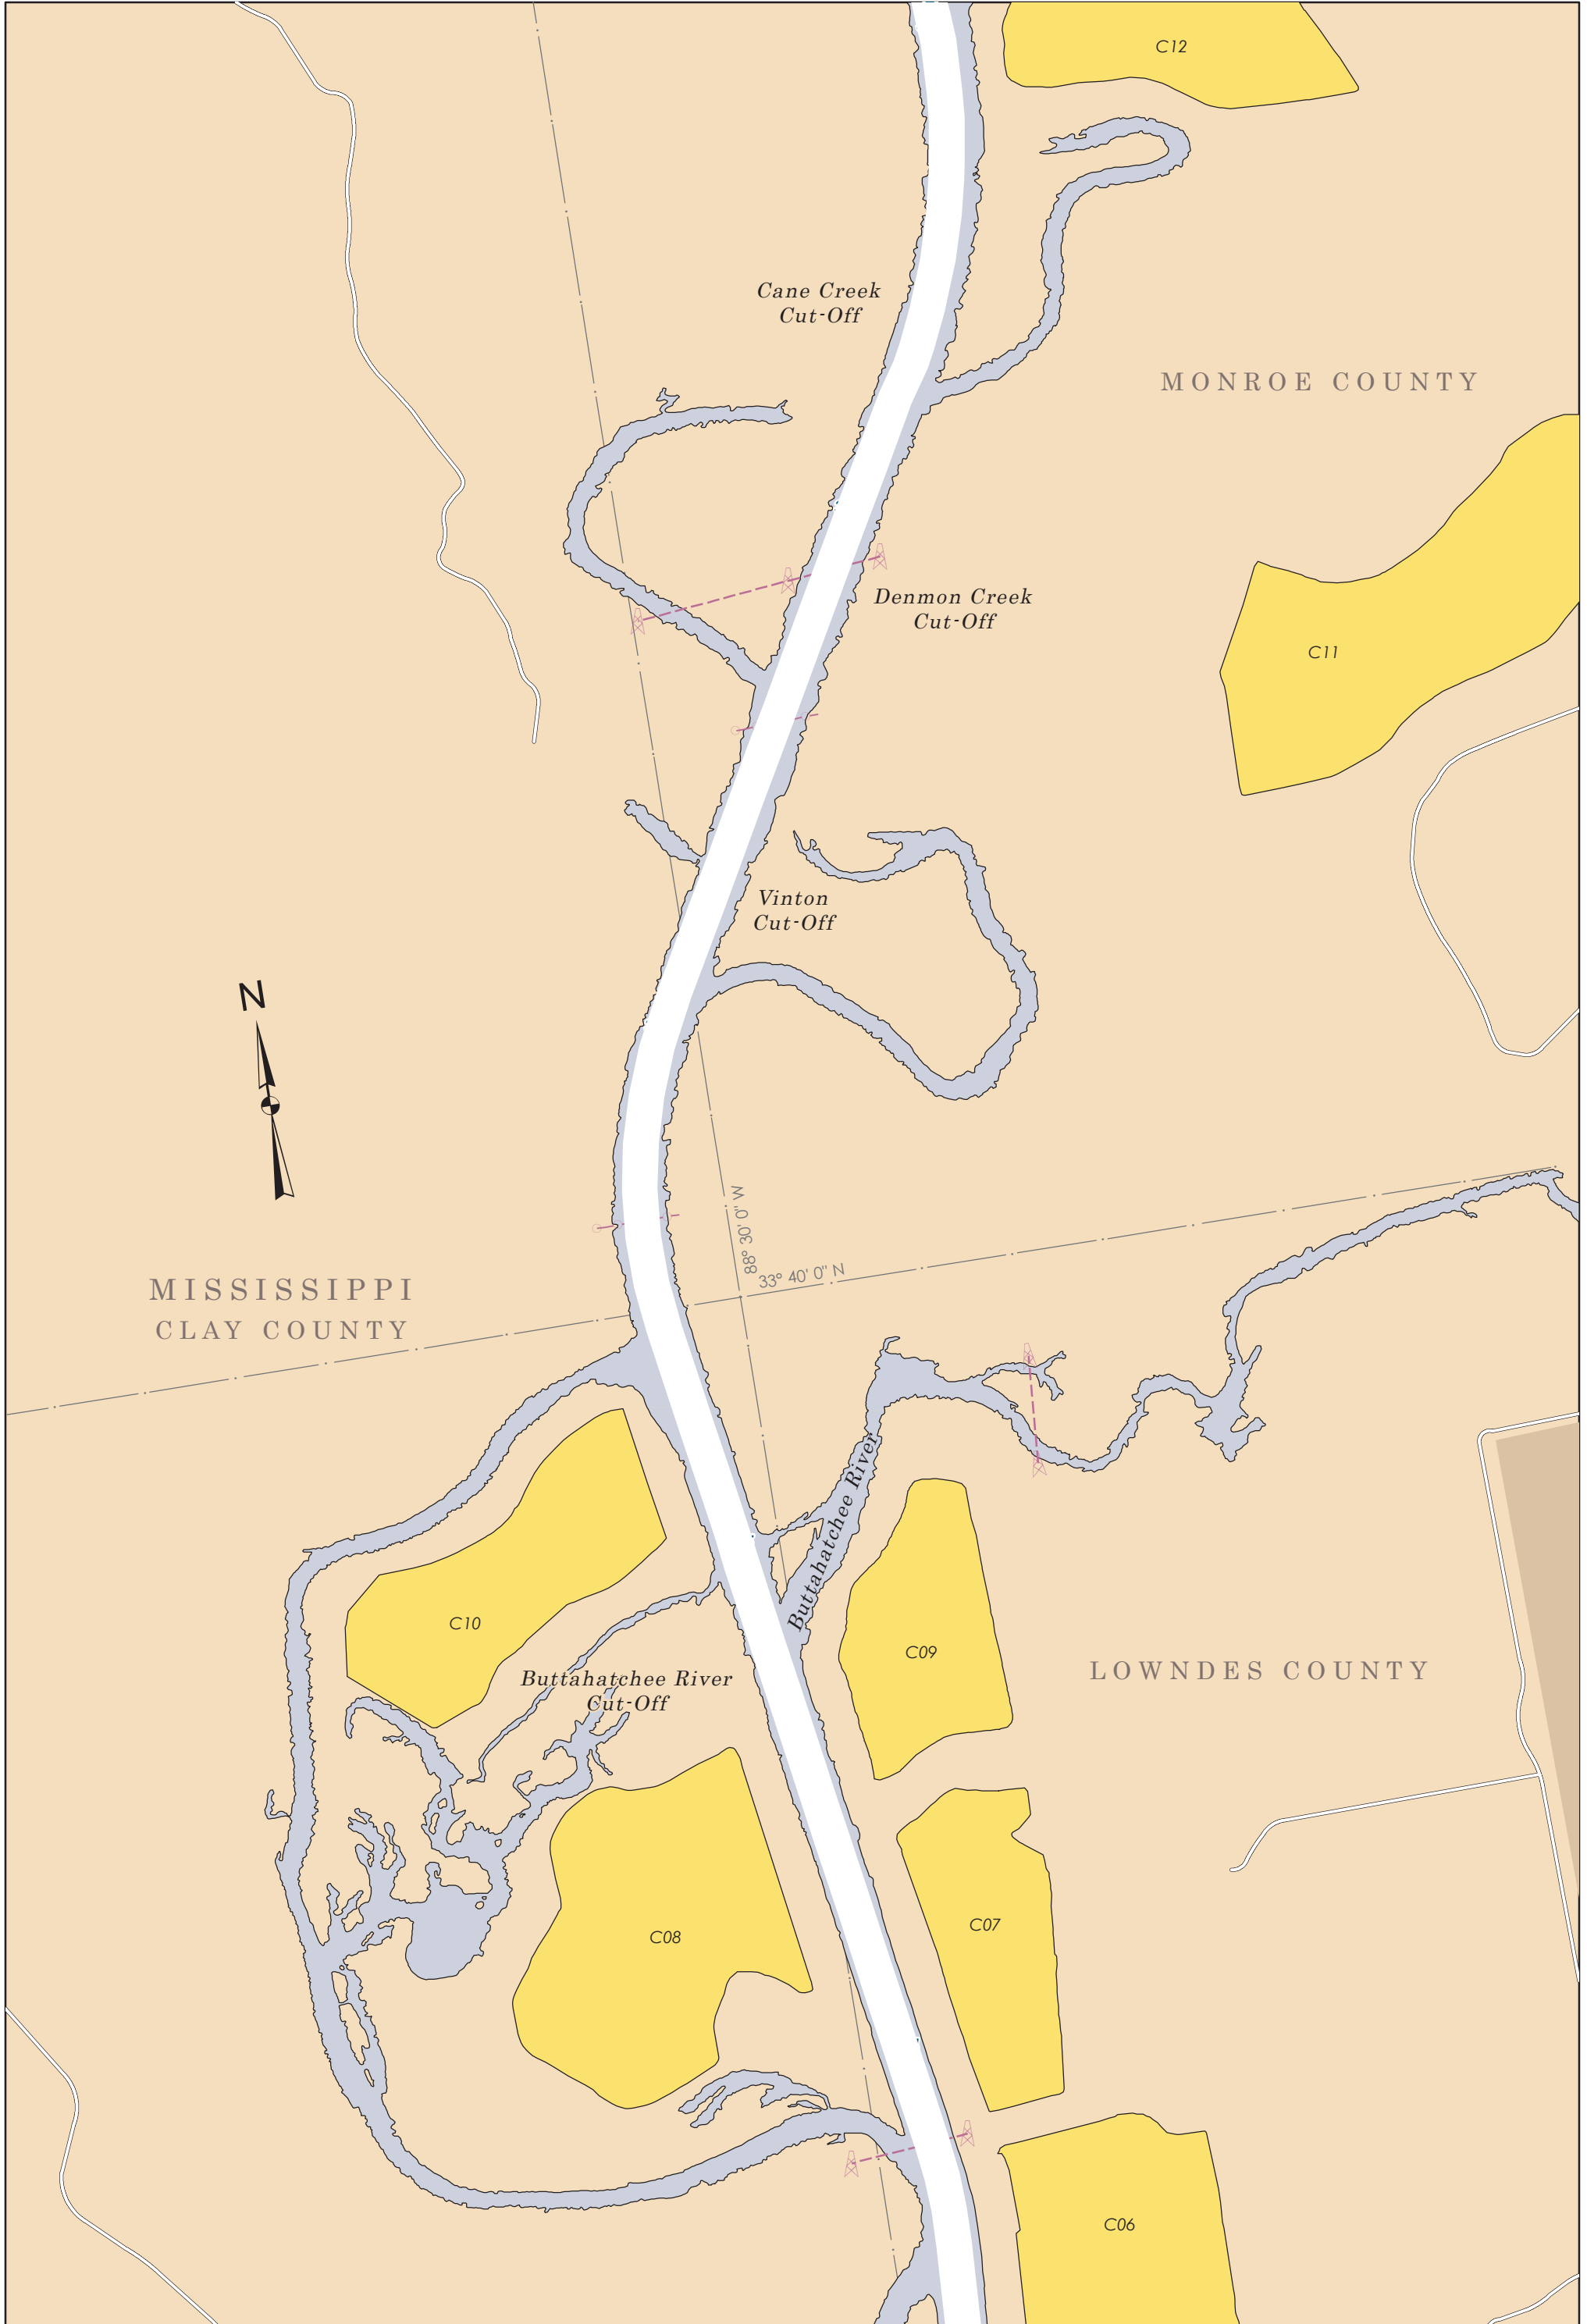 C12
Cane Creek
Cut-Off
MONROE COUNTY
Denmon Creek
Cut-Off
C11
Vinton
Cut-Off
N
88° 30' 0" W
33° 40' 0" N
MISSISSIPPI
CLAY COUNTY
Buttahatchee River
C10
C09
LOWNDES COUNTY
Buttahatchee River
Cut-Off
C07
C08
C06